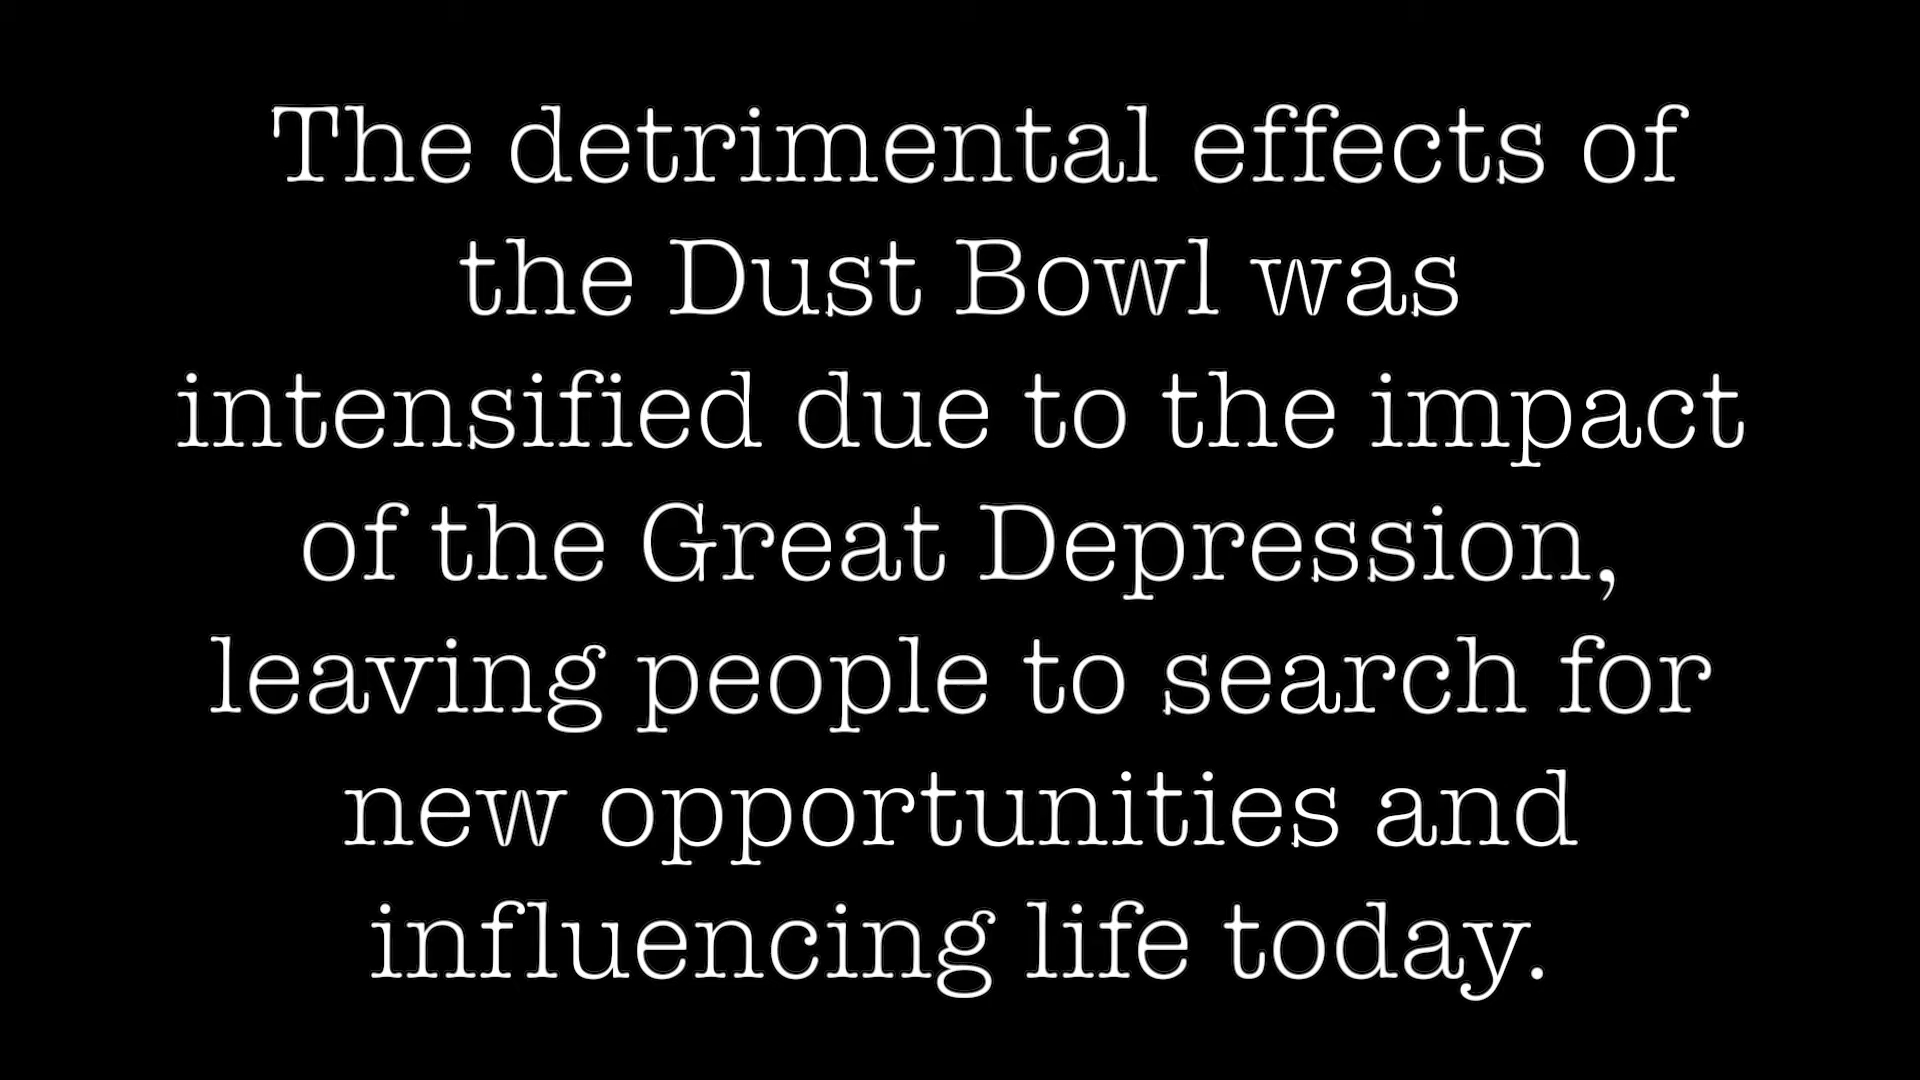 The detrimental effects of
the Dust Bowl was
intensified due to the impact
of the Great Depression,
leaving people to search for
new opportunities and
influencing life today.